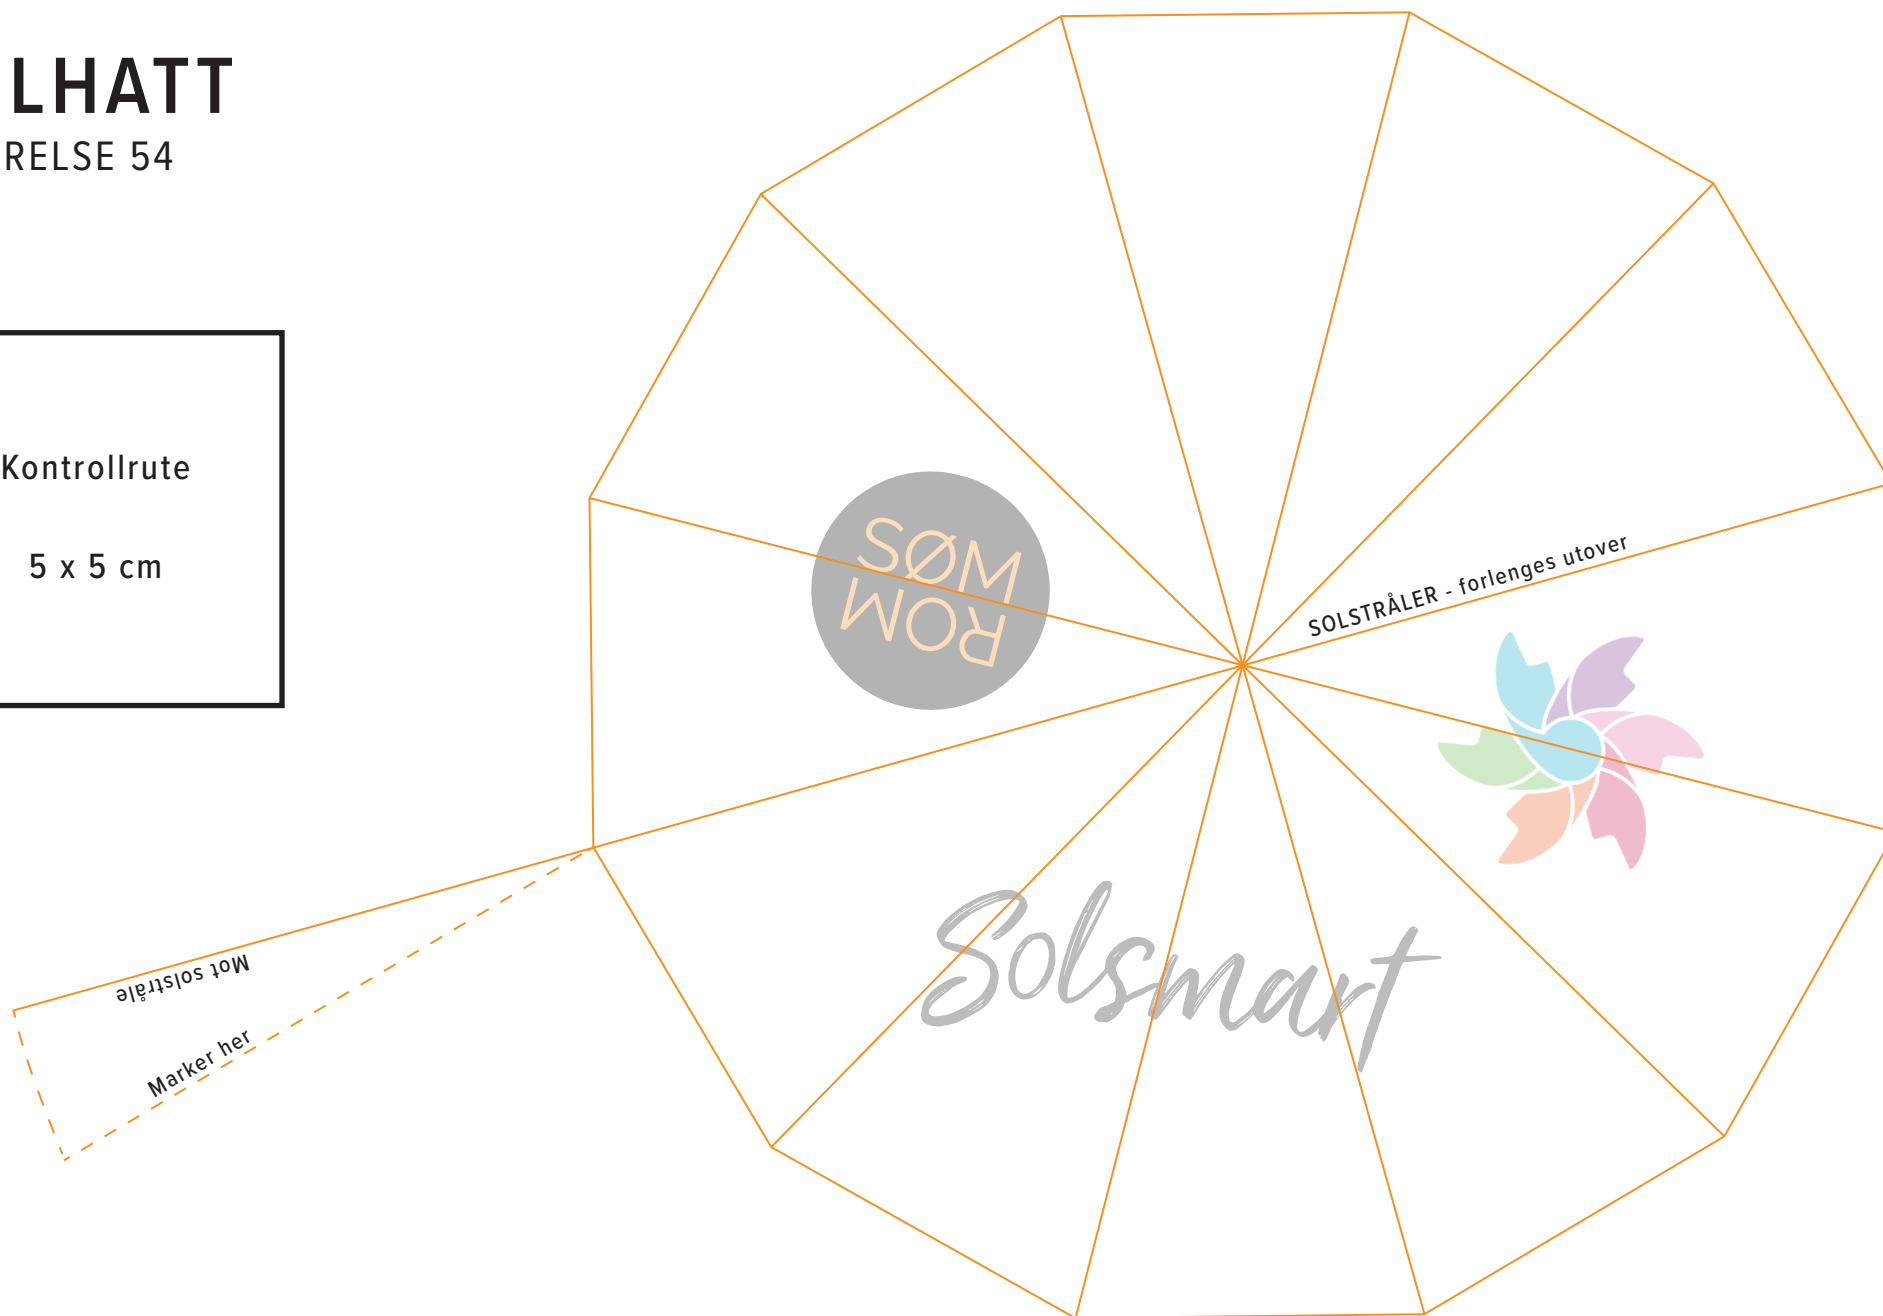 LHATT
RELSE 54
Kontrollrute
5 x 5 cm
SØM
ROM
SOLSTRÅLER - forlenges utover
Solsmart
Mot solstråle
Marker her